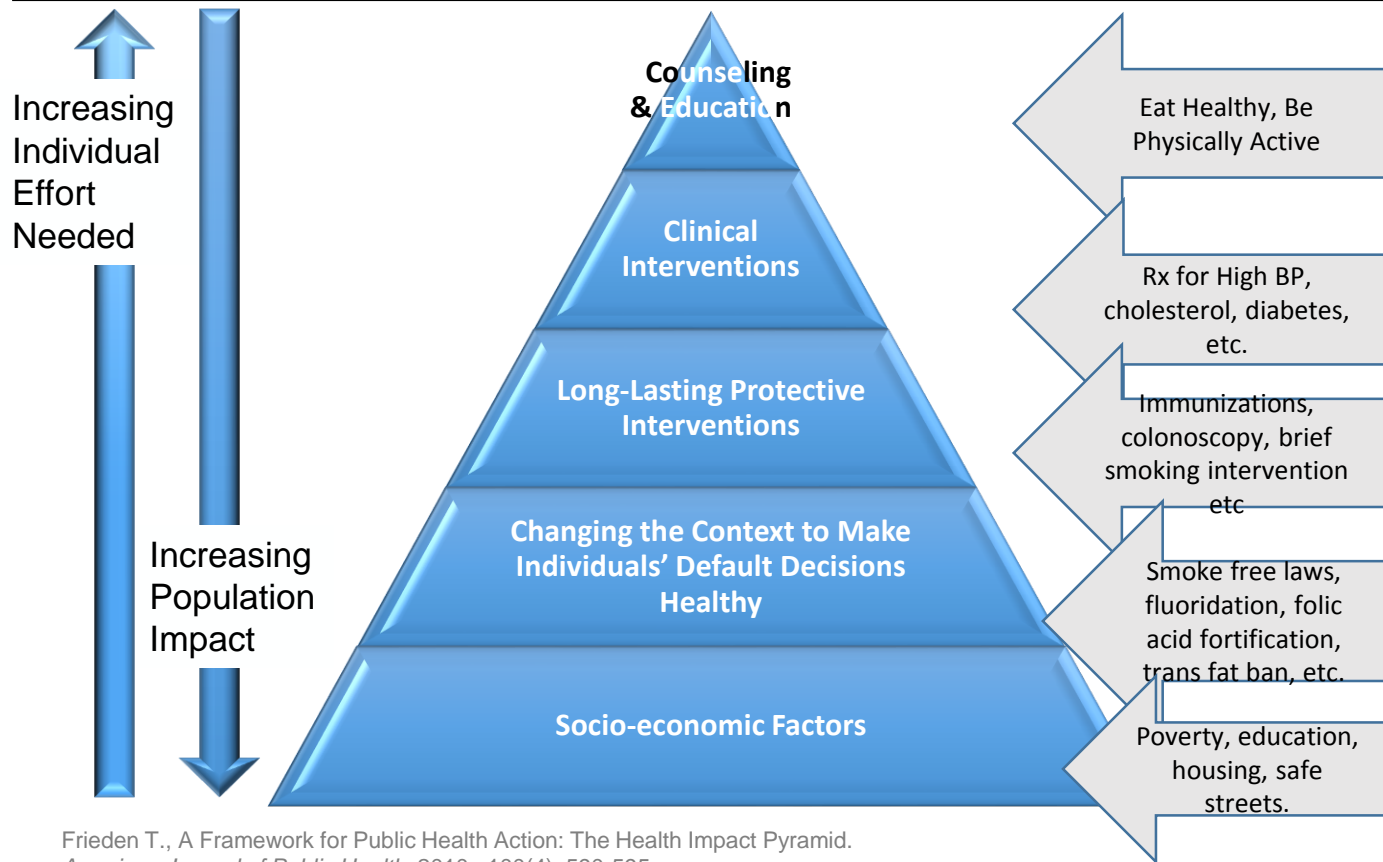 Increasing
Individual
Effort
Needed
Increasing
Population
Impact
Counseling
& Education
Clinical
Interventions
Long-Lasting Protective
Interventions
Changing the Context to Make
Individuals’ Default Decisions
Healthy
Socio-economic Factors
Eat Healthy, Be
Physically Active
Rx for High BP,
cholesterol, diabetes,
etc.
Immunizations,
colonoscopy, brief
smoking intervention
etc
Smoke free laws,
fluoridation, folic
acid fortification,
trans fat ban, etc.
Poverty, education,
housing, safe
streets.
Frieden T., A Framework for Public Health Action: The Health Impact Pyramid.